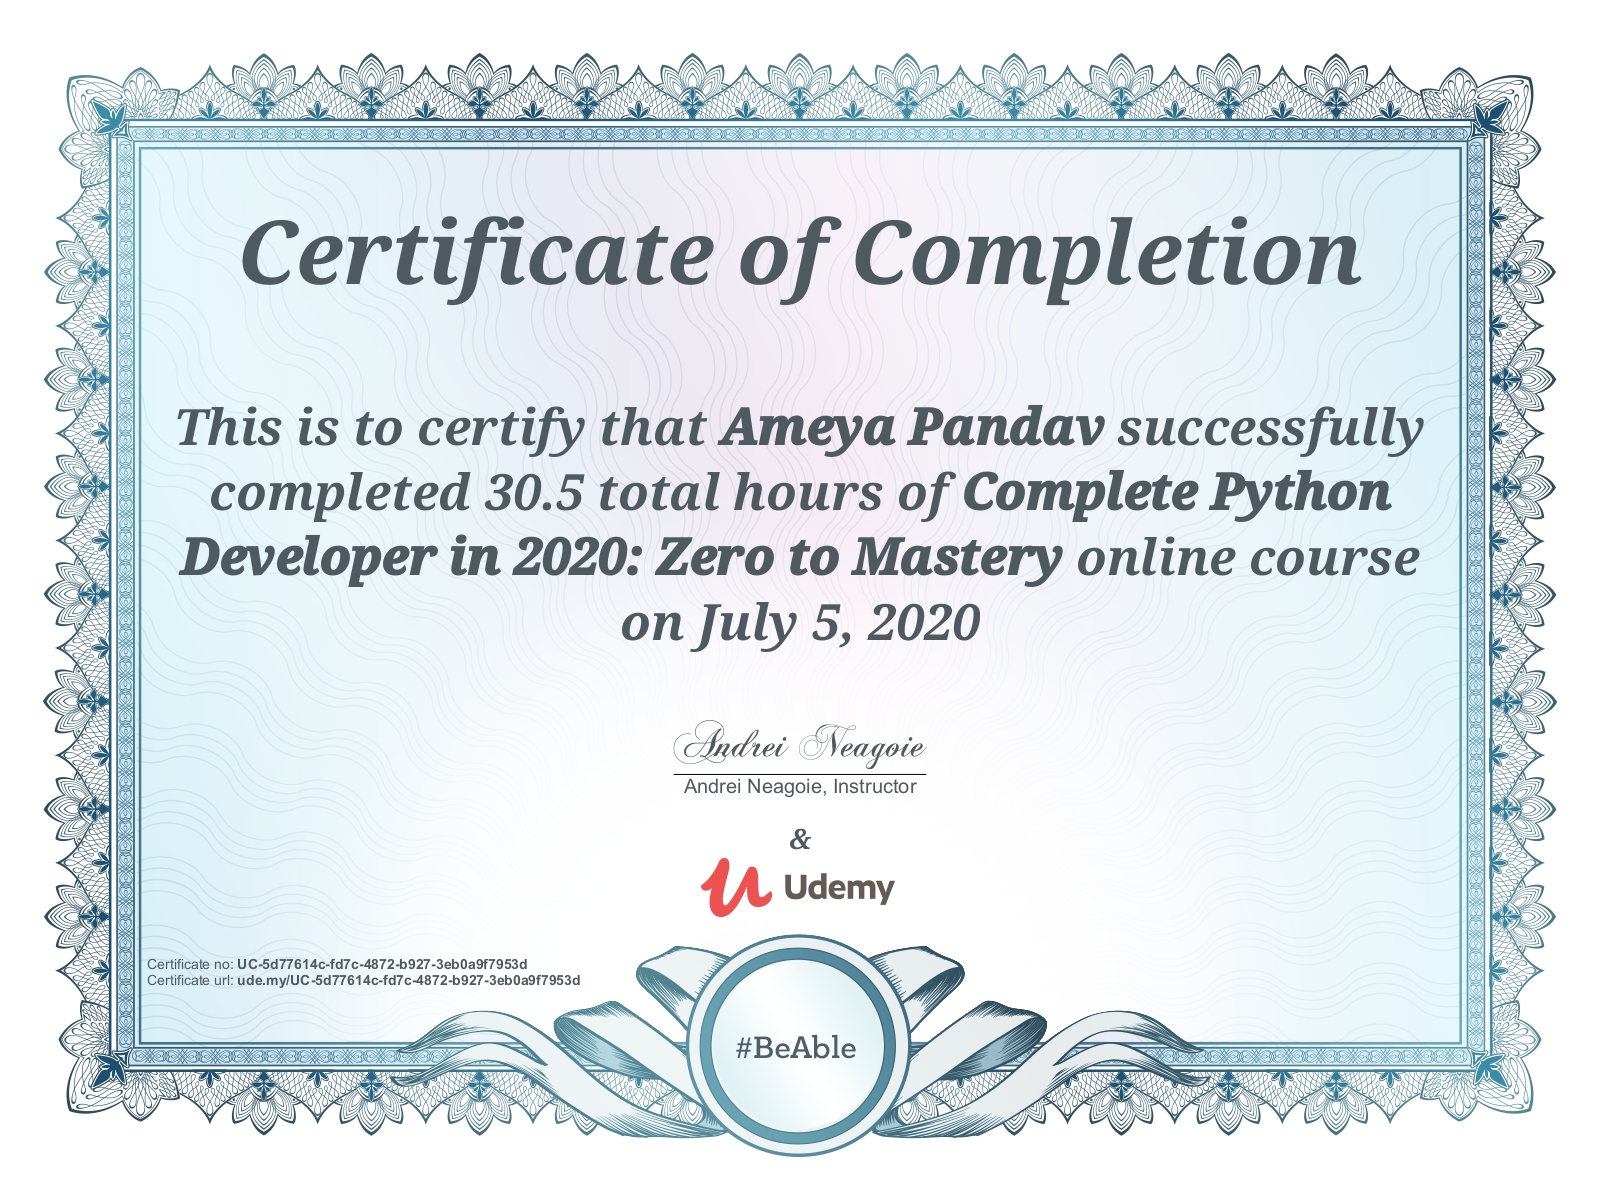 Certificate of Completion
This is to certify that Ameya Pandav successfully
completed 30.5 total hours of Complete Python
Developer in 2020: Zero to Mastery online course
on July 5, 2020
Andrei Neagoie
Andrei Neagoie, Instructor
&
Udemy
Certificate no: UC-5d77614c-fd7c-4872-b927-3eb0a9f7953d
Certificate url: ude.my/UC-5d77614c-fd7c-4872-b927-3eb0a9f7953d
#BeAble